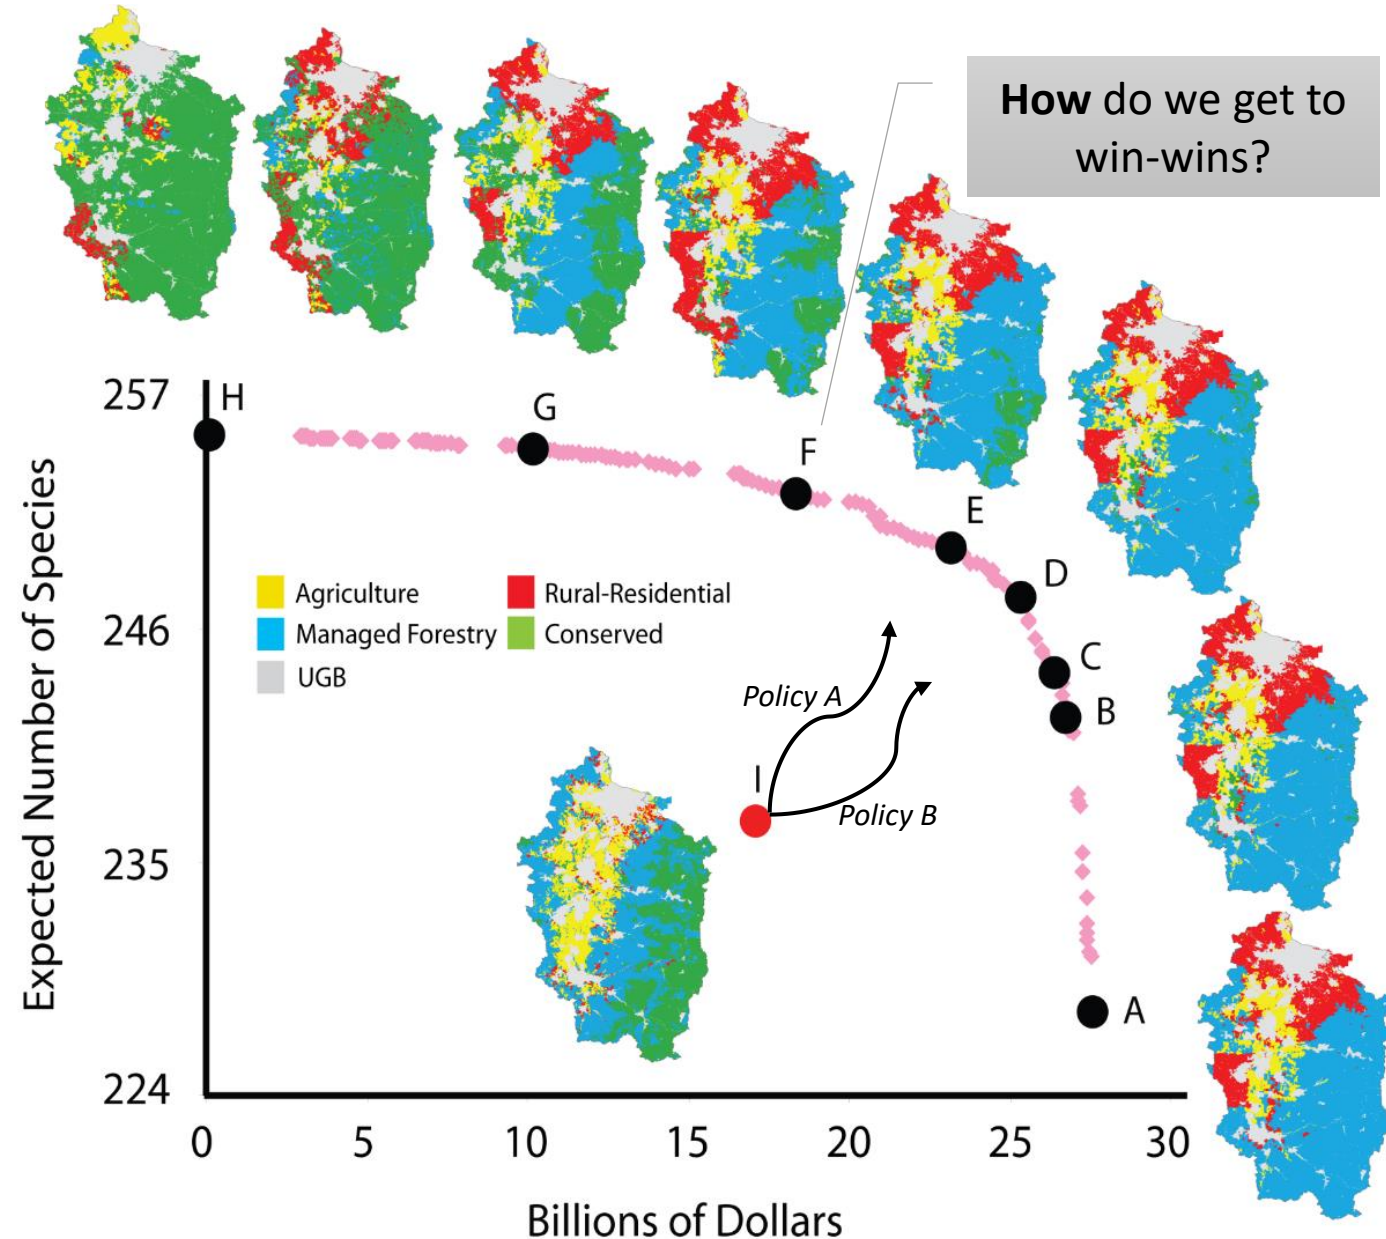 How do we get to
win-wins?
257
H
G
F
E
D
C
B
A
Expected Number of Species
246
235
224
Agriculture
Rural-Residential
Managed Forestry
Conserved
UGB
Policy A
I
Policy B
0
5
10
15
20
25
30
Billions of Dollars